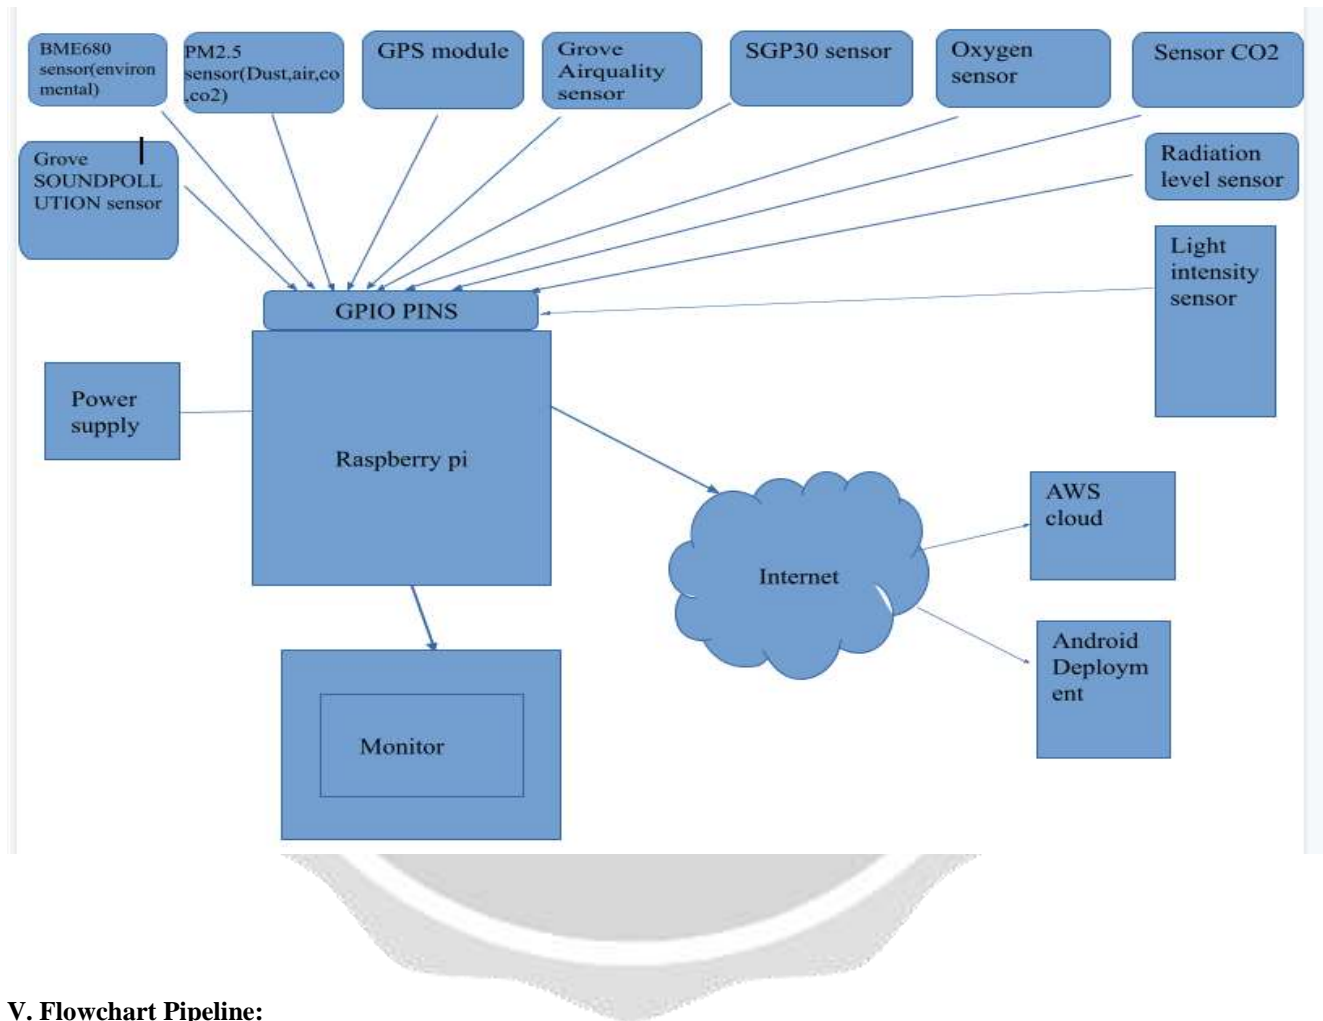 BME680
sensor(environ
mental)
PM2.5
sensor(Dust,air,co
,co2)
GPS module
Grove
Airquality
sensor
SGP30 sensor
Oxygen
sensor
Sensor CO2
Grove
SOUNDPOLL
UTION sensor
Radiation
level sensor
Light
intensity
sensor
GPIO PINS
Power
supply
Raspberry pi
AWS
cloud
Internet
Android
Deploym
ent
Monitor
V. Flowchart Pipeline: